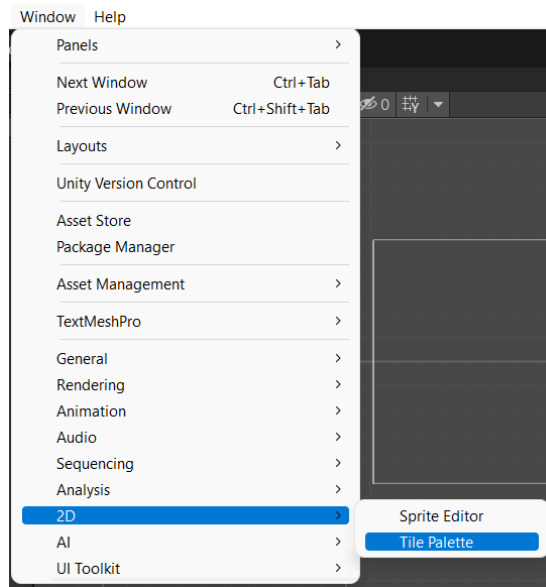 Window Help
Panels
Next Window Ctrl+Tab
Previous Window Ctrl+Shift+Tab
0
Layouts
Unity Version Control
Asset Store
Package Manager
Asset Management
TextMeshPro
General
Rendering
Animation
Audio
Sequencing
Analysis
2D
Sprite Editor
AI
Tile Palette
UI Toolkit